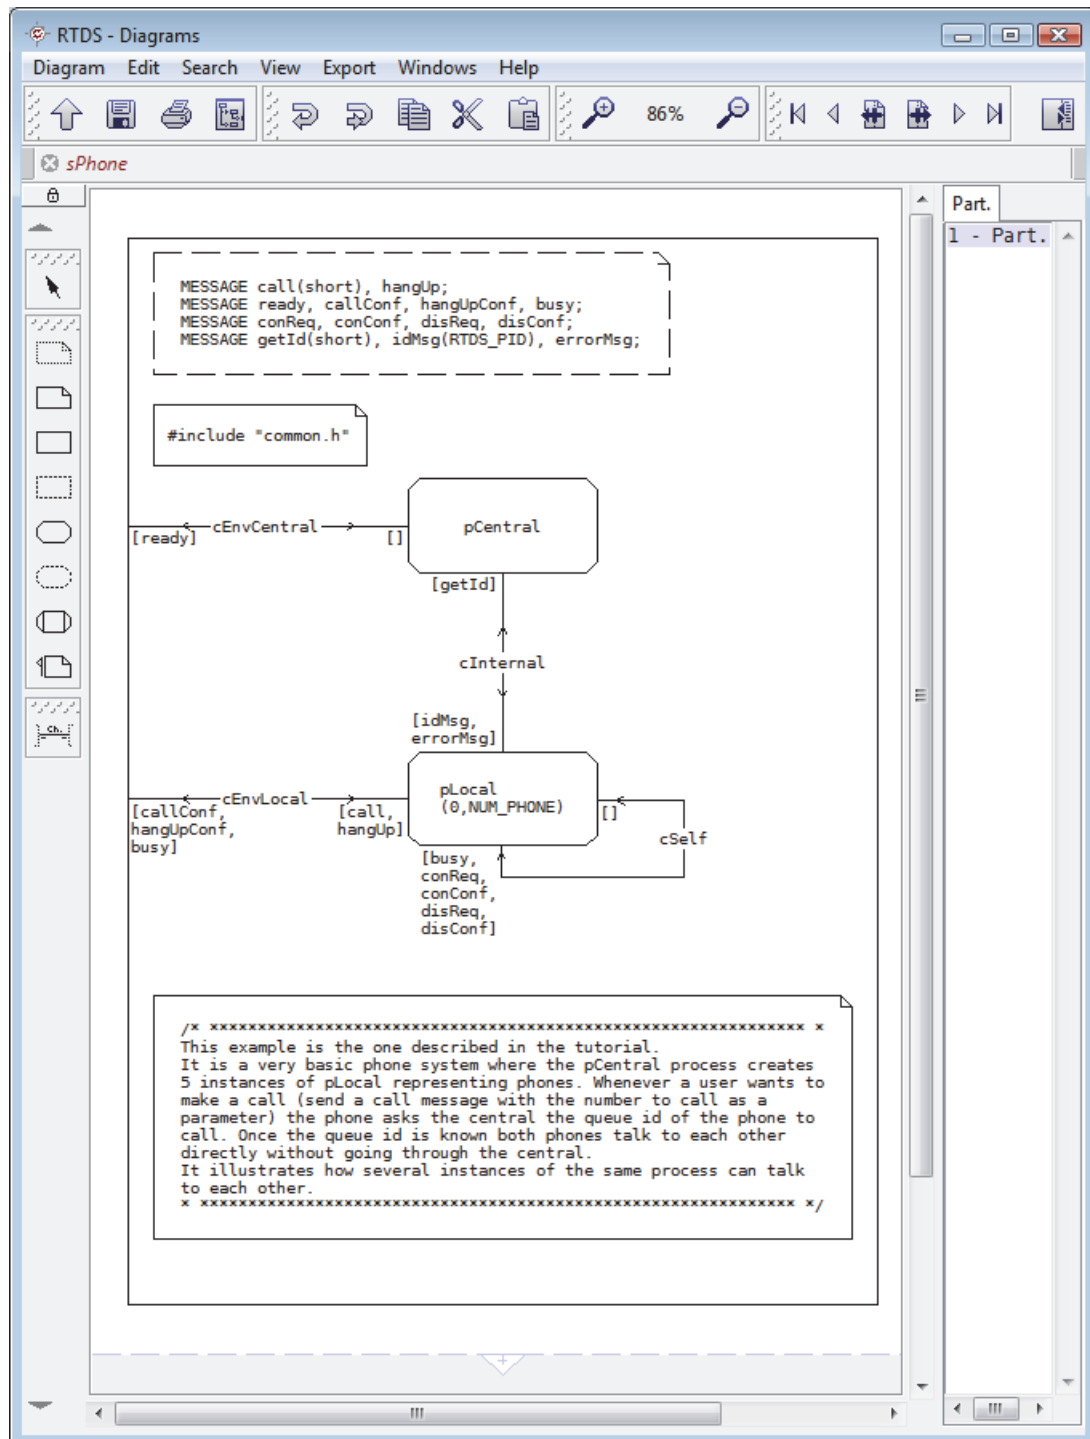 RTDS - Diagrams
Diagram Edit Search View Export Windows Help
86%
sPhone
Part.
1 - Part.
MESSAGE call(short), hangUp;
MESSAGE ready, callConf, hangUpConf, busy;
MESSAGE conReq, conConf, disReq, disConf;
MESSAGE getId(short), idMsg(RTDS_PID), errorMsg;
#include "common.h"
cEnvCentral
pCentral
[ready]
[]
[getId]
cInternal
[idMsg,
errorMsg]
cEnvLocal
pLocal
(0,NUM_PHONE)
[callConf,
hangUpConf,
busy]
[call,
hangUp]
[]
cSelf
[busy,
conReq,
conConf,
disReq,
disConf]
Ch.
/* ************************************************************** *
This example is the one described in the tutorial.
It is a very basic phone system where the pCentral process creates
5 instances of pLocal representing phones. Whenever a user wants to
make a call (send a call message with the number to call as a
parameter) the phone asks the central the queue id of the phone to
call. Once the queue id is known both phones talk to each other
directly without going through the central.
It illustrates how several instances of the same process can talk
to each other.
* ************************************************************** */